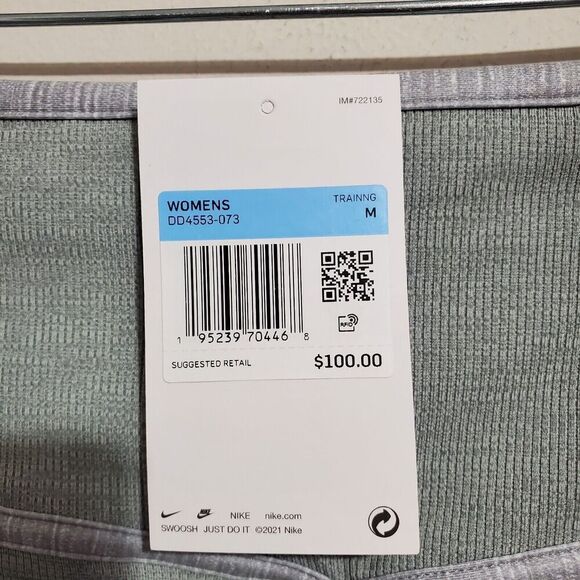 IM#722135
WOMENS TRAINNG
DD4553-073 M
1 95239 70446 8
RFID
SUGGESTED RETAIL $100.00
NIKE nike.com
SWOOSH JUST DO IT ©2021 Nike